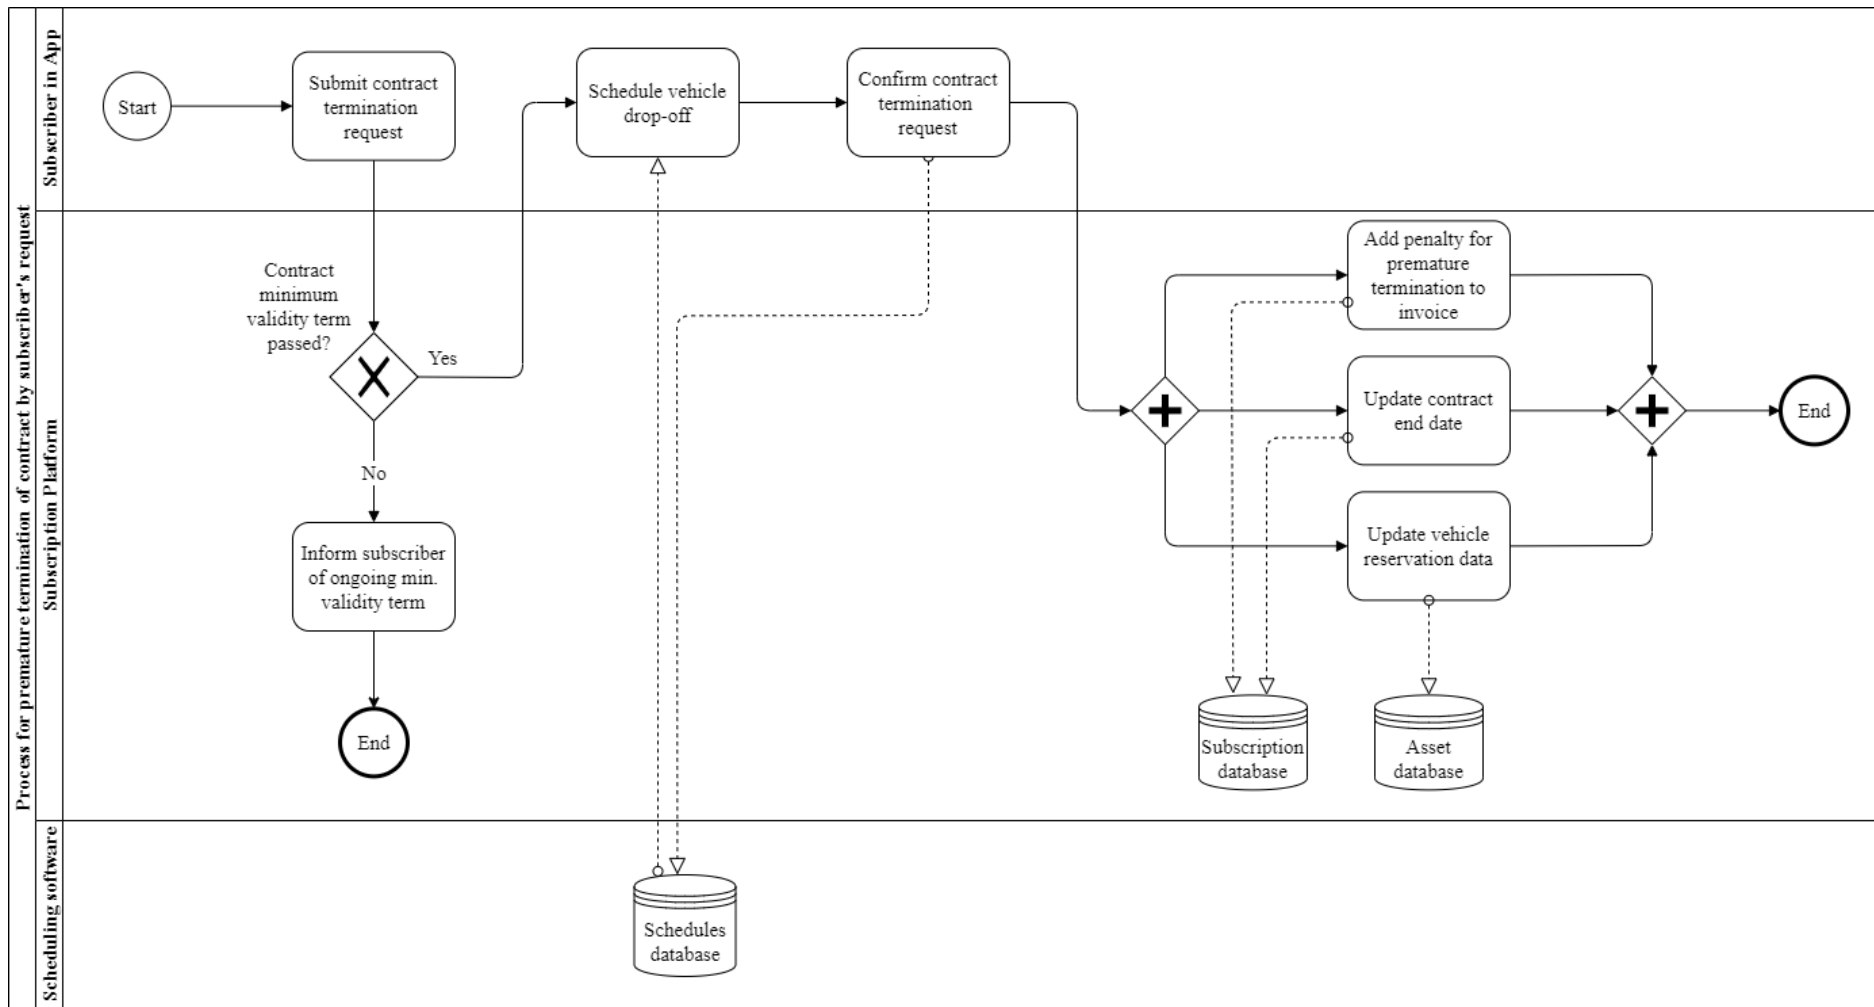 Process for premature termination of contract by subscriber's request
Subscriber in App
Start
Submit contract
termination
request
Schedule vehicle
drop-off
Confirm contract
termination
request
Subscription Platform
Contract
minimum
validity term
passed?
Yes
No
Inform subscriber
of ongoing min.
validity term
End
Add penalty for
premature
termination to
invoice
Update contract
end date
Update vehicle
reservation data
End
Subscription
database
Asset
database
Scheduling software
Schedules
database